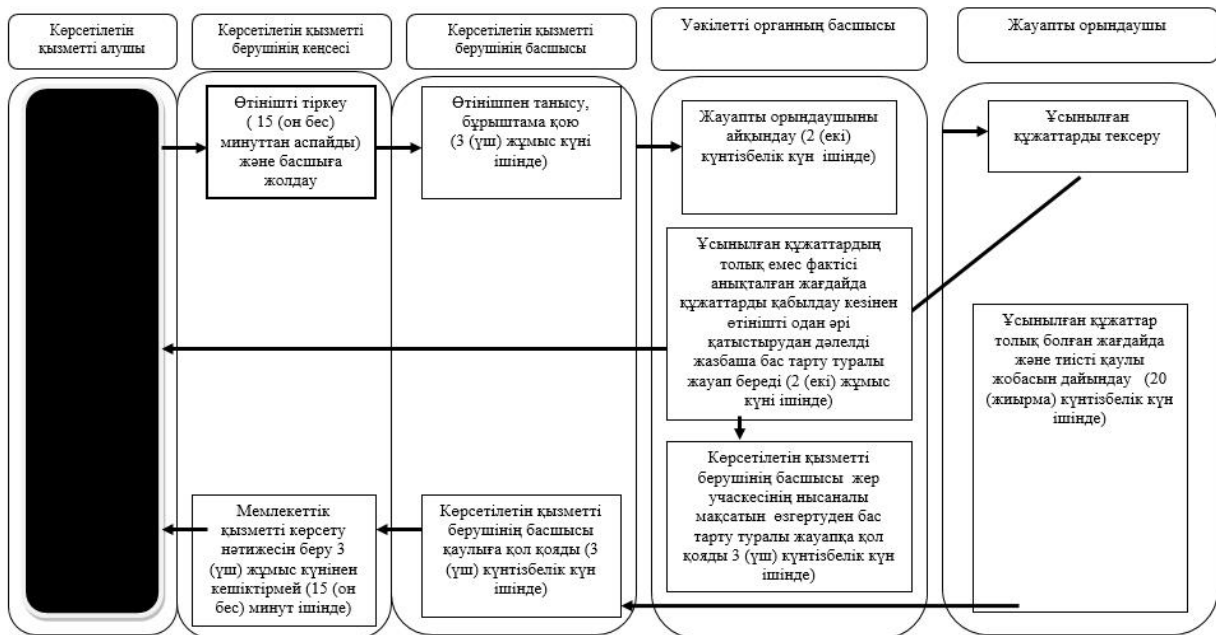 Көрсетілетін
қызметті алушы
Көрсетілетін қызметті
берушінің кеңсесі
Көрсетілетін қызметті
берушінің басшысы
Уәкілетті органның басшысы
Жауапты орындаушы
Өтінішті тіркеу
( 15 (он бес)
минуттан аспайды)
және басшыға
жолдау
Өтінішпен танысу,
бұрыштама қою
(3 (үш) жұмыс күні
ішінде)
Жауапты орындаушыны
айқындау (2 (екі)
күнтізбелік күн ішінде)
Ұсынылған
құжаттарды тексеру
Ұсынылған құжаттардың
толық емес фактісі
анықталған жағдайда
құжаттарды қабылдау кезінен
өтінішті одан әрі
қатыстырудан дәлелді
жазбаша бас тарту туралы
жауап береді (2 (екі) жұмыс
күні ішінде)
Ұсынылған құжаттар
толық болған жағдайда
және тиісті қаулы
жобасын дайындау (20
(жиырма) күнтізбелік күн
ішінде)
Көрсетілетін қызметті
берушінің басшысы жер
учаскесінің нысаналы
мақсатын өзгертуден бас
тарту туралы жауапқа қол
қояды 3 (үш) күнтізбелік күн
ішінде)
Мемлекеттік
қызметті көрсету
нәтижесін беру 3
(үш) жұмыс күнінен
кешіктірмей (15 (он
бес) минут ішінде)
Көрсетілетін қызметті
берушінің басшысы
қаулыға қол қояды (3
(үш) күнтізбелік күн
ішінде)